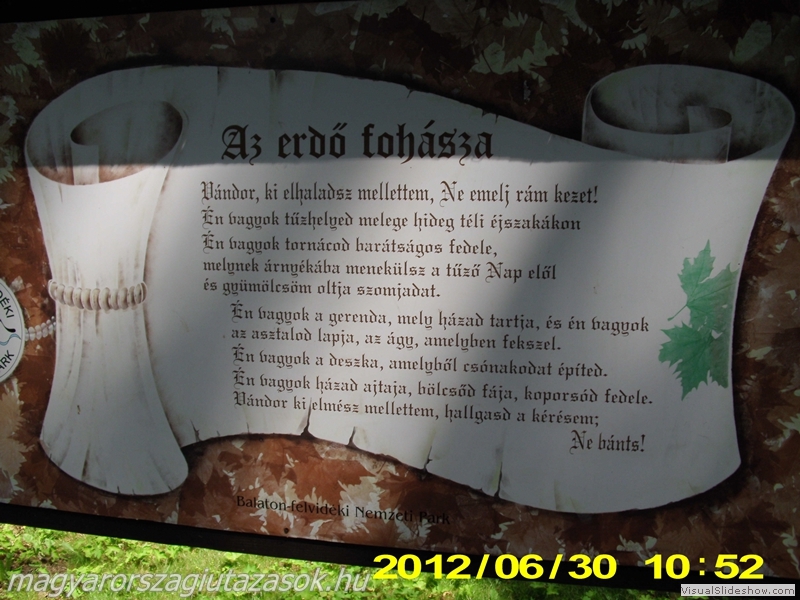 Az erdő fohásza
Vándor, ki elhaladsz mellettem, Ne emelj rám kezet!
Én vagyok tűzhelyed melege hideg téli éjszakákon
Én vagyok tornácod barátságos fedele,
melynek árnyékába menekülsz a tűző Nap elől
és gyümölcsöm oltja szomjadat.
Én vagyok a gerenda, mely házad tartja, és én vagyok
az asztalod lapja, az ágy, amelyben fekszel.
Én vagyok a deszka, amelyből csónakodat építed.
Én vagyok házad ajtaja, bölcsőd fája, koporsód fedele.
Vándor ki elmész mellettem, hallgasd a kérésem;
Ne bánts!
Balaton-felvidéki Nemzeti Park
2012/06/30 10:52
magyarorszagiutazasok.hu
VisualSlideshow.com